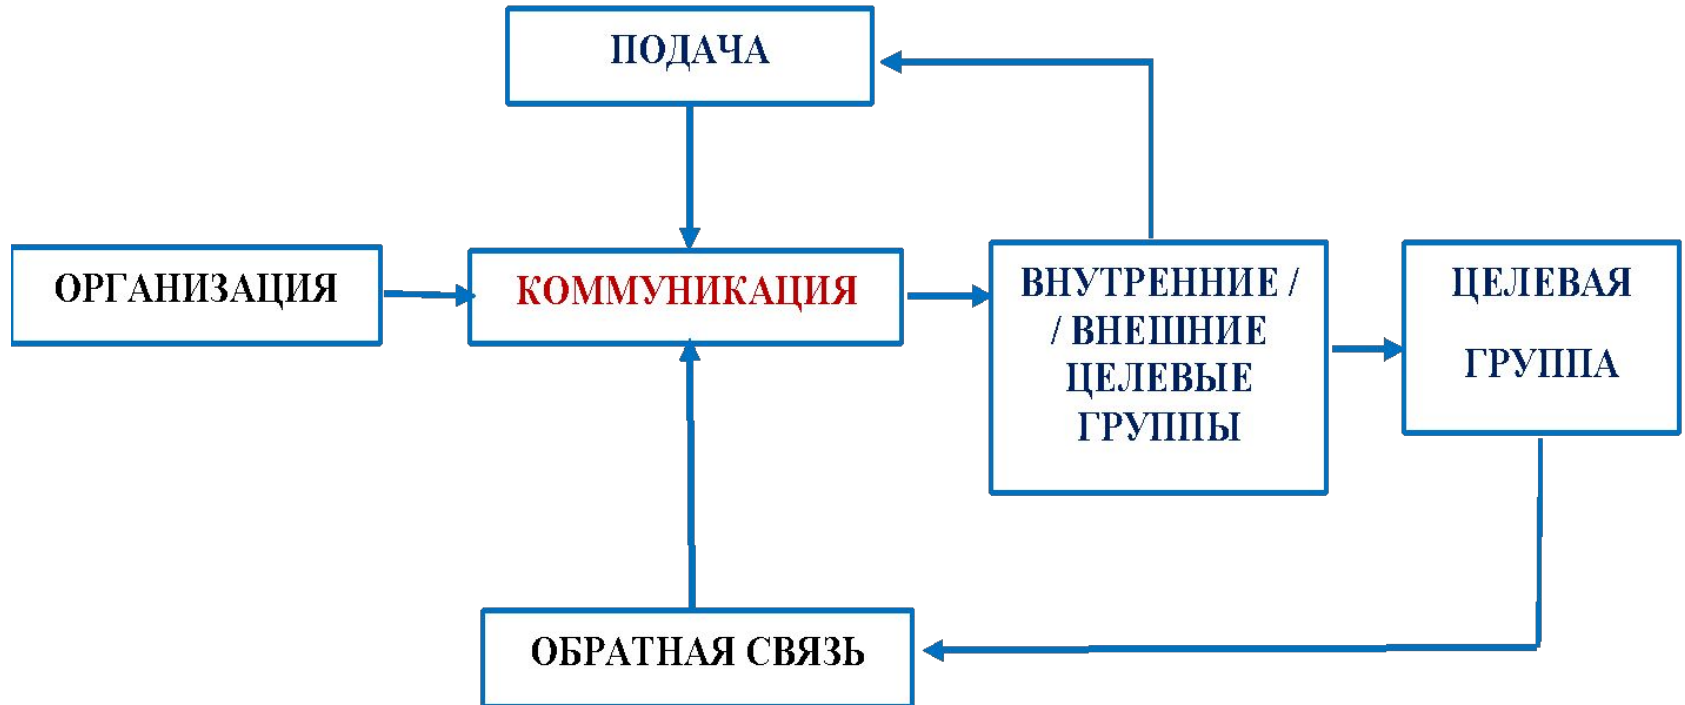 ПОДАЧА
ОРГАНИЗАЦИЯ
КОММУНИКАЦИЯ
ВНУТРЕННИЕ /
/ ВНЕШНИЕ
ЦЕЛЕВЫЕ
ГРУППЫ
ЦЕЛЕВАЯ
ГРУППА
ОБРАТНАЯ СВЯЗЬ